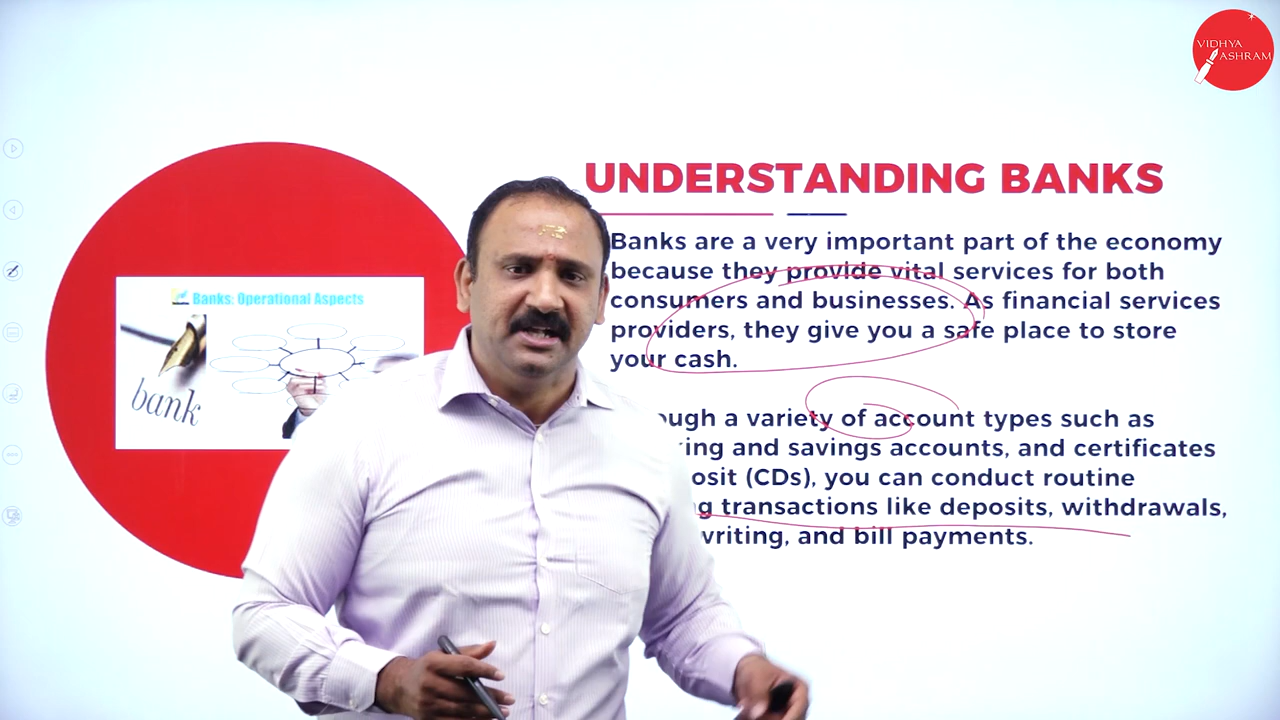 VIDHYA
ASHRAM
UNDERSTANDING BANKS
Banks are a very important part of the economy
because they provide vital services for both
consumers and businesses. As financial services
providers, they give you a safe place to store
your cash.
a variety of account types such as
and savings accounts, and certificates
(CDs), you can conduct routine
transactions like deposits, withdrawals,
and bill payments.
Banks: Operational Aspects
bank